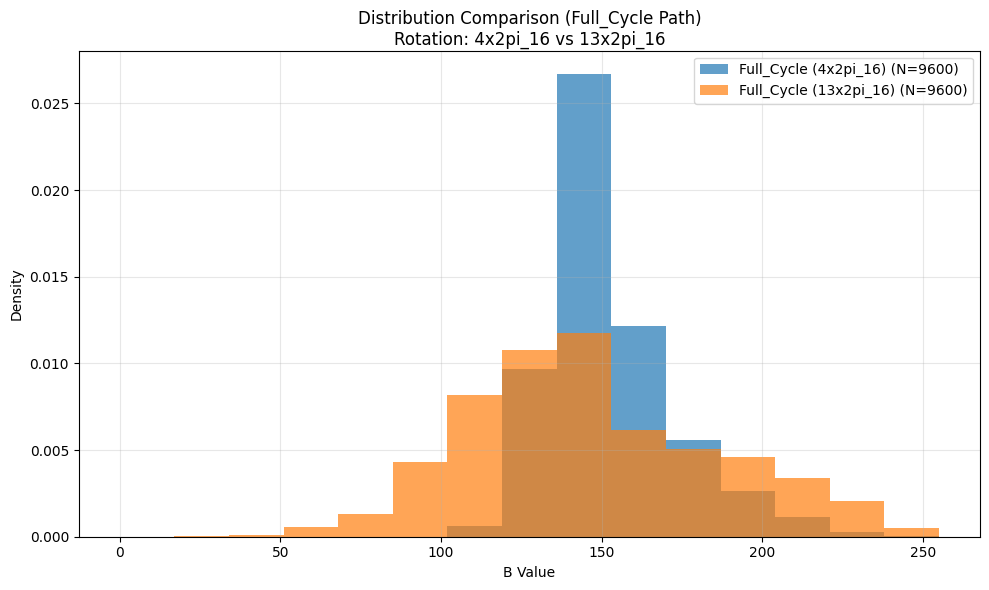 Distribution Comparison (Full_Cycle Path)
Rotation: 4x2pi_16 vs 13x2pi_16
Full_Cycle (4x2pi_16) (N=9600)
Full_Cycle (13x2pi_16) (N=9600)
Density
0.025
0.020
0.015
0.010
0.005
0.000
0 50 100 150 200 250
B Value